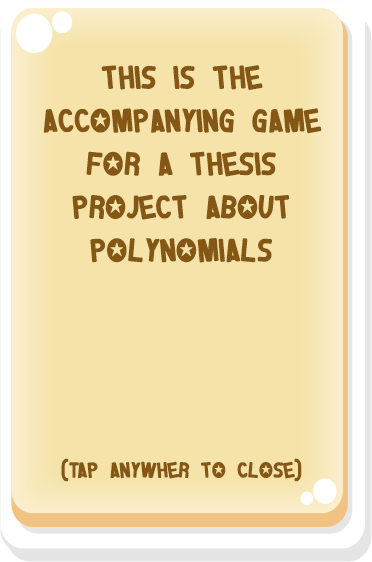 THIS IS THE
ACCOMPANYING GAME
FOR A THESIS
PROJECT ABOUT
POLYNOMIALS
(TAP ANYWHER TO CLOSE)